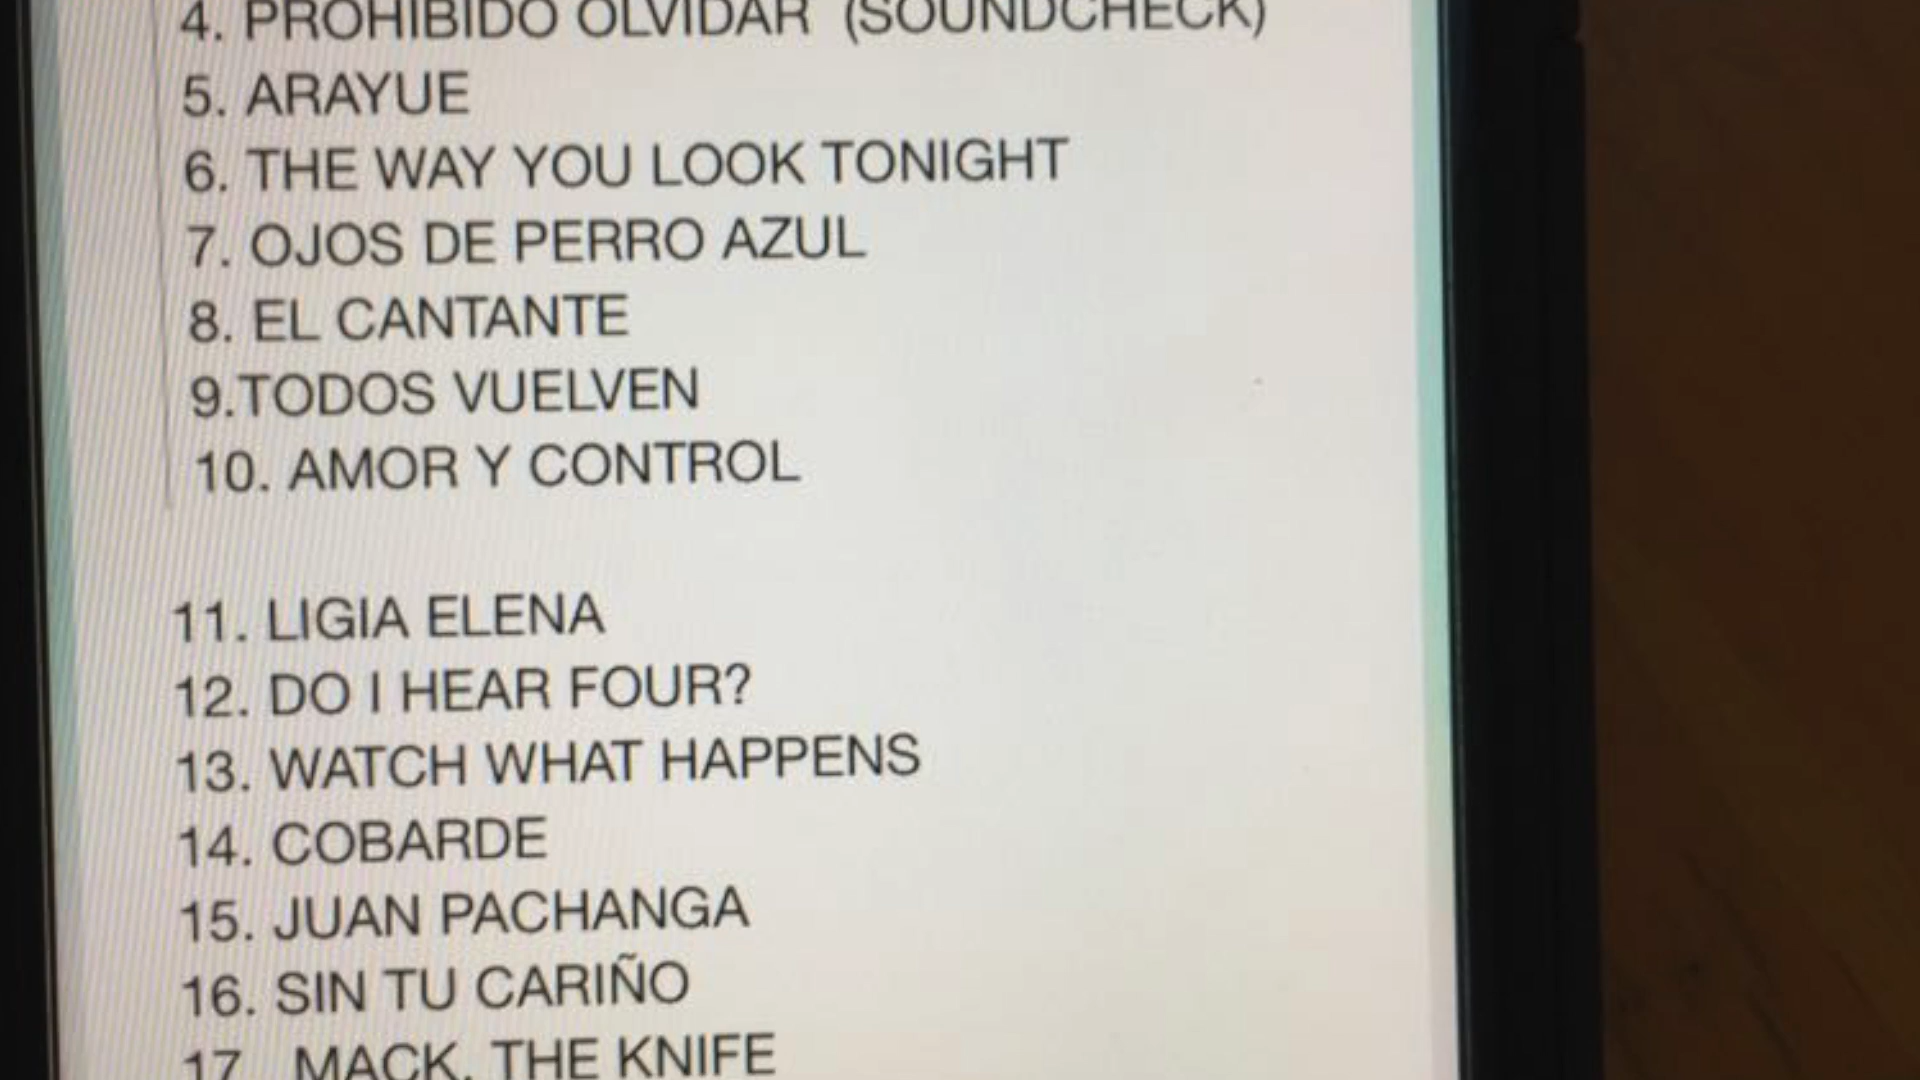 4. PROHIBIDO OLVIDAR (SOUNDCHECK)
5. ARAYUE
6. THE WAY YOU LOOK TONIGHT
7. OJOS DE PERRO AZUL
8. EL CANTANTE
9.TODOS VUELVEN
10. AMOR Y CONTROL
11. LIGIA ELENA
12. DO I HEAR FOUR?
13. WATCH WHAT HAPPENS
14. COBARDE
15. JUAN PACHANGA
16. SIN TU CARIÑO
17 MACK, THE KNIFE